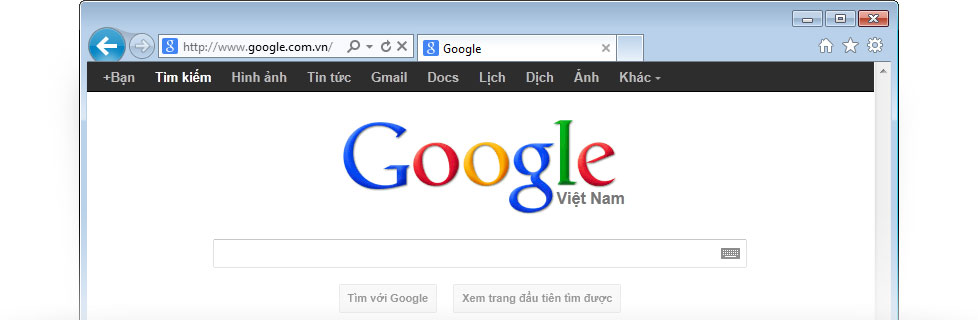 http://www.google.com.vn/
Google
+Bạn Tìm kiếm Hình ảnh Tin tức Gmail Docs Lịch Dịch Ảnh Khác
Google
Việt Nam
Tìm với Google Xem trang đầu tiên tìm được